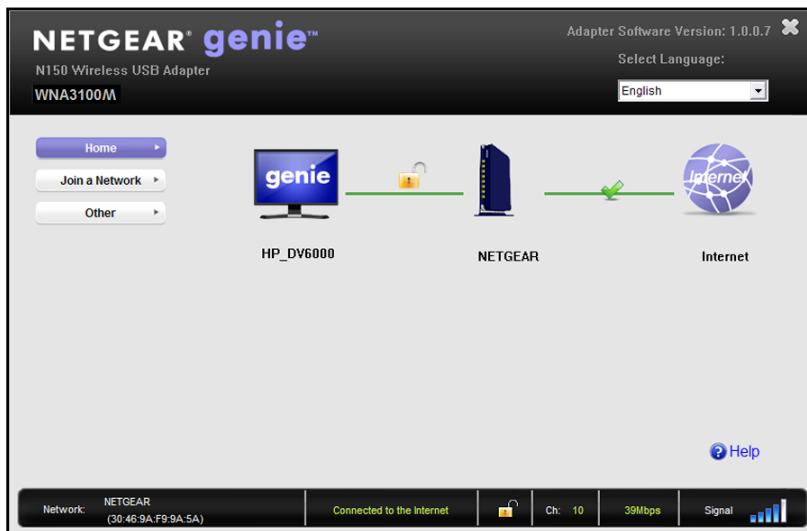 NETGEAR® genie™
Adapter Software Version: 1.0.0.7
N150 Wireless USB Adapter
Select Language:
WNA3100M
English
Home
Join a Network
Other
genie
Internet
HP_DV6000
NETGEAR
Internet
Help
Network:
NETGEAR
(30:46:9A:F9:9A:5A)
Connected to the Internet
Ch: 10
39Mbps
Signal